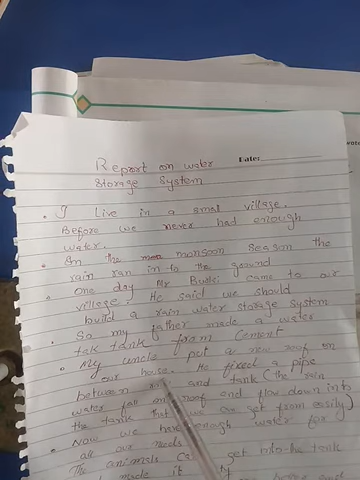 Report on water
Date:
Storage System
. I Live in a small village.
Before we never had enough
water.
. In the monsoon Season the
rain ran in to the ground
. One day Mr came to our
village. He said we should
build a rain water storage System
. So my father made a water
tank from Cement
. My uncle put a new roof on
our house. He fixed a pipe
between and tank (the rain
water fall roof and flow down into
the tank that we can get from easily)
. Now we have enough water for
all our needs
The animals get into the tank
made it